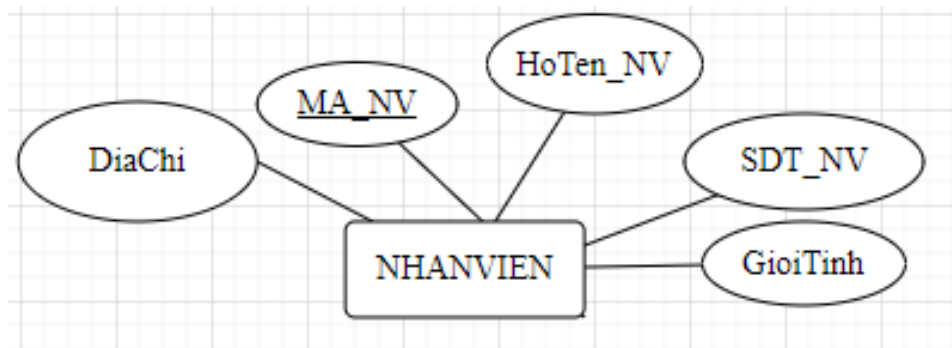 HoTen_NV
MA_NV
DiaChi
SDT_NV
NHANVIEN
GioiTinh